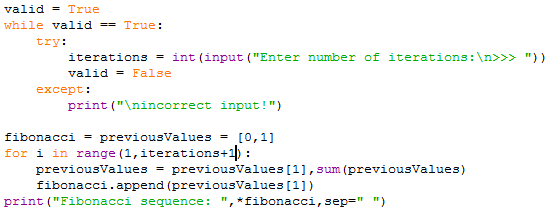 valid = True
while valid == True:
    try:
        iterations = int(input("Enter number of iterations:\n>>> "))
        valid = False
    except:
        print("\nincorrect input!")

fibonacci = previousValues = [0,1]
for i in range(1,iterations+1):
    previousValues = previousValues[1],sum(previousValues)
    fibonacci.append(previousValues[1])
print("Fibonacci sequence: ",*fibonacci,sep=" ")